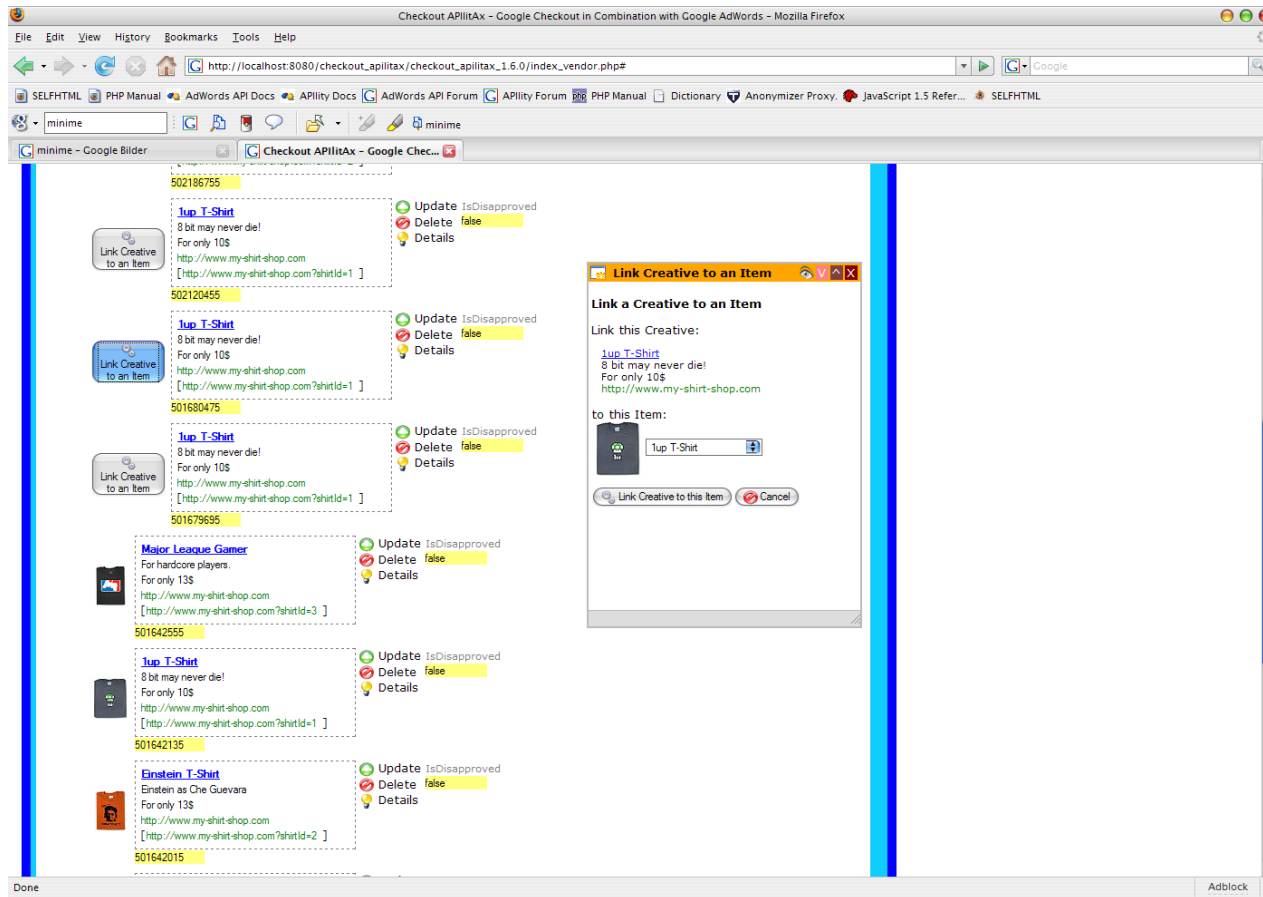 Checkout APIlitAx – Google Checkout in Combination with Google AdWords – Mozilla Firefox
File Edit View History Bookmarks Tools Help
http://localhost:8080/checkout_apilitax/checkout_apilitax_1.6.0/index_vendor.php#
Google
SELFHTML PHP Manual AdWords API Docs APIlity Docs AdWords API Forum APIlity Forum PHP Manual Dictionary Anonymizer Proxy. JavaScript 1.5 Refer... SELFHTML
minime minime
minime – Google Bilder
Checkout APIlitAx – Google Chec...
502186755
Link Creative
to an Item
1up T-Shirt
8 bit may never die!
For only 10$
http://www.my-shirt-shop.com
[http://www.my-shirt-shop.com?shirtId=1 ]
502120455
Update IsDisapproved
Delete false
Details
Link Creative
to an Item
1up T-Shirt
8 bit may never die!
For only 10$
http://www.my-shirt-shop.com
[http://www.my-shirt-shop.com?shirtId=1 ]
501680475
Update IsDisapproved
Delete false
Details
Link Creative
to an Item
1up T-Shirt
8 bit may never die!
For only 10$
http://www.my-shirt-shop.com
[http://www.my-shirt-shop.com?shirtId=1 ]
501679695
Update IsDisapproved
Delete false
Details
Major League Gamer
For hardcore players.
For only 13$
http://www.my-shirt-shop.com
[http://www.my-shirt-shop.com?shirtId=3 ]
501642555
Update IsDisapproved
Delete false
Details
1up T-Shirt
8 bit may never die!
For only 10$
http://www.my-shirt-shop.com
[http://www.my-shirt-shop.com?shirtId=1 ]
501642135
Update IsDisapproved
Delete false
Details
Einstein T-Shirt
Einstein as Che Guevara
For only 13$
http://www.my-shirt-shop.com
[http://www.my-shirt-shop.com?shirtId=2 ]
501642015
Update IsDisapproved
Delete false
Details
Link Creative to an Item
V ^ X
Link a Creative to an Item
Link this Creative:
1up T-Shirt
8 bit may never die!
For only 10$
http://www.my-shirt-shop.com
to this Item:
1up T-Shirt
Link Creative to this Item Cancel
Done
Adblock